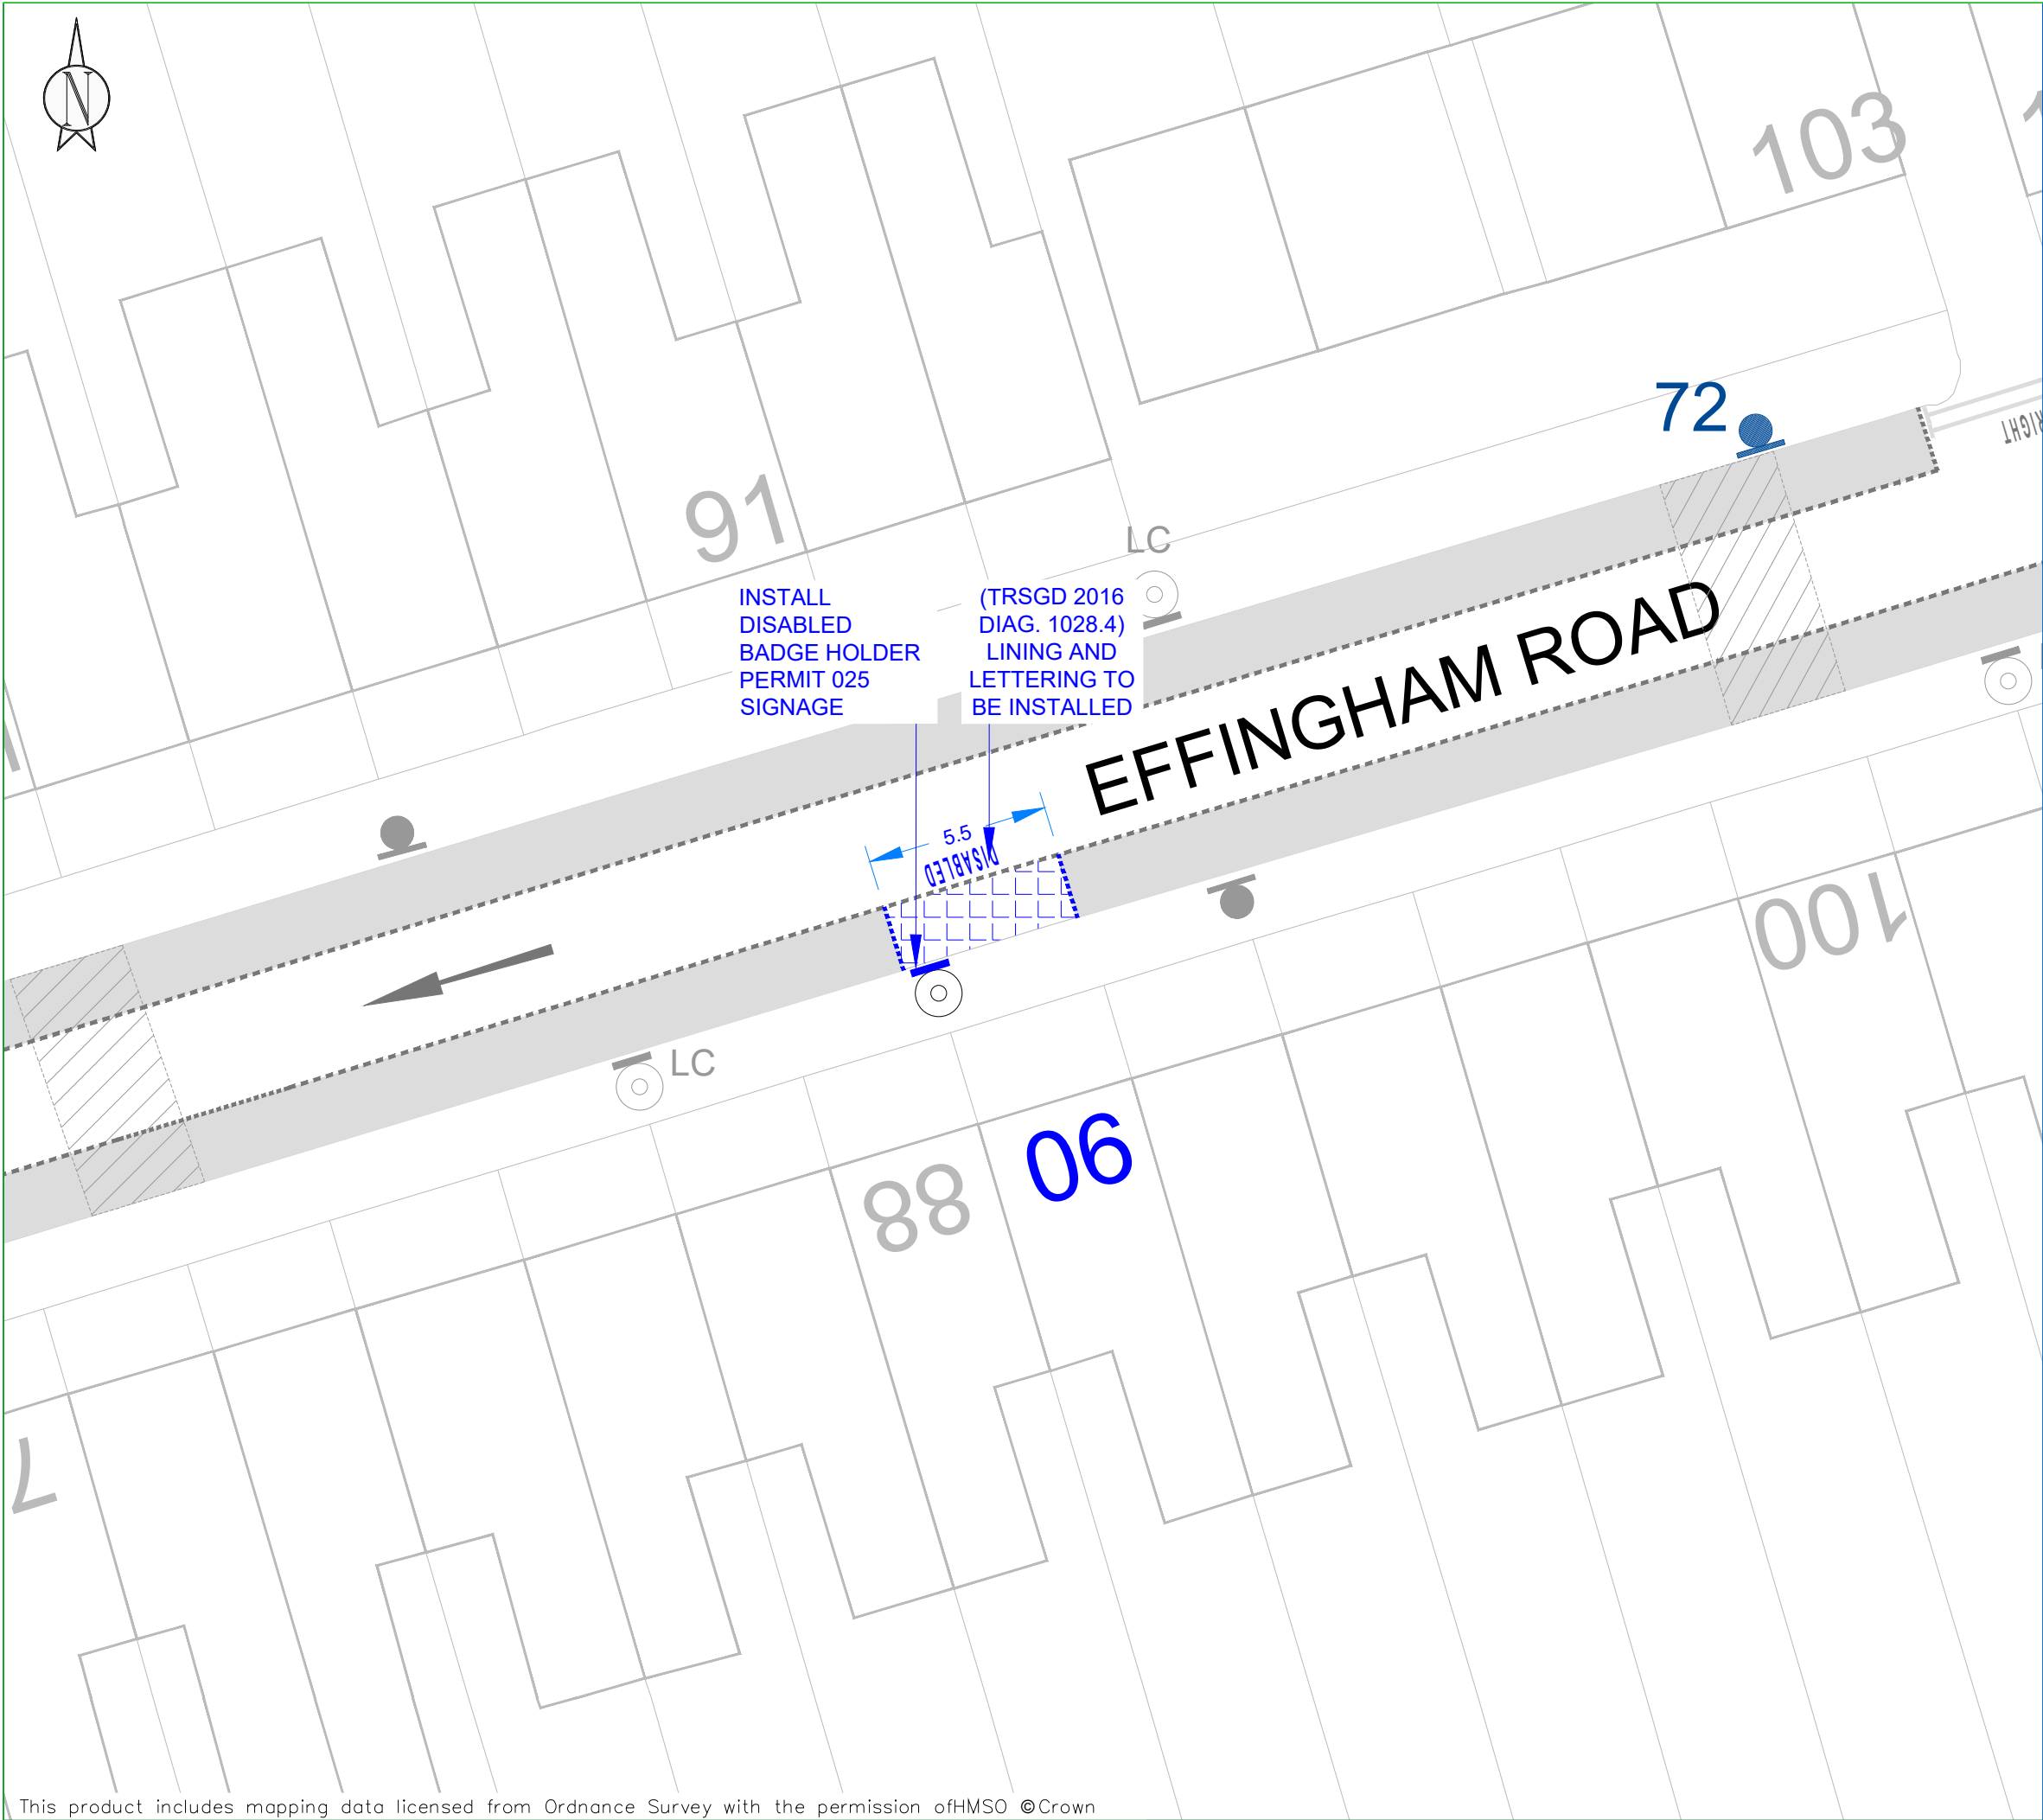 N
103
72
RIGHT
91
LC
INSTALL
DISABLED
BADGE HOLDER
PERMIT 025
SIGNAGE
(TRSGD 2016
DIAG. 1028.4)
LINING AND
LETTERING TO
BE INSTALLED
EFFINGHAM ROAD
5.5
DISABLED
100
LC
90
88
7
This product includes mapping data licensed from Ordnance Survey with the permission ofHMSO © Crown